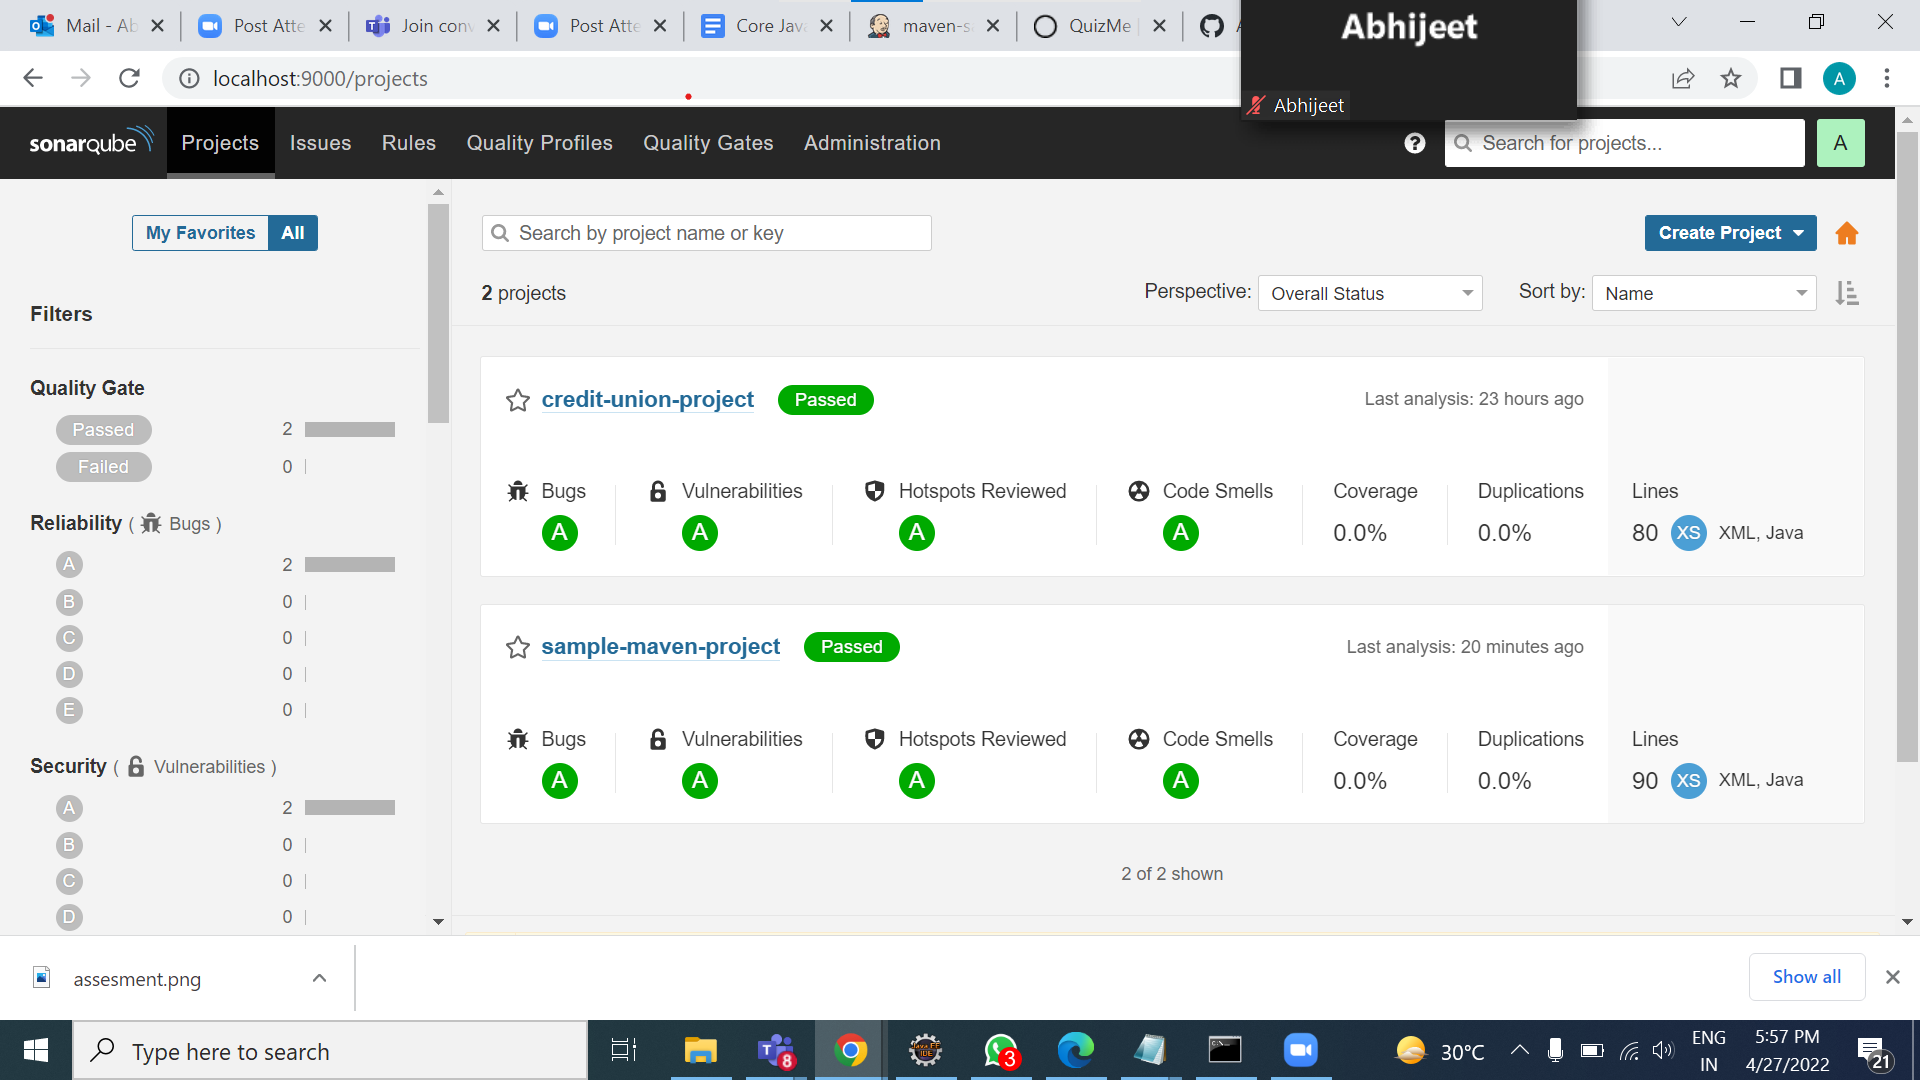 Mail - Ab
Post Atte
Join conv
Post Atte
Core Java
maven-sa
QuizMe
Abhijeet
Abhijeet
localhost:9000/projects
A
sonarqube
Projects
Issues
Rules
Quality Profiles
Quality Gates
Administration
?
Search for projects...
A
My Favorites
All
Search by project name or key
Create Project
2 projects
Perspective:
Overall Status
Sort by:
Name
Filters
Quality Gate
Passed 2
Failed 0
Reliability ( Bugs )
A 2
B 0
C 0
D 0
E 0
Security ( Vulnerabilities )
A 2
B 0
C 0
D 0
credit-union-project Passed
Last analysis: 23 hours ago
Bugs Vulnerabilities Hotspots Reviewed Code Smells Coverage Duplications Lines
A A A A 0.0% 0.0% 80 XS XML, Java
sample-maven-project Passed
Last analysis: 20 minutes ago
Bugs Vulnerabilities Hotspots Reviewed Code Smells Coverage Duplications Lines
A A A A 0.0% 0.0% 90 XS XML, Java
2 of 2 shown
assesment.png
Show all
Type here to search
8
3
30°C
ENG
IN
5:57 PM
4/27/2022
21